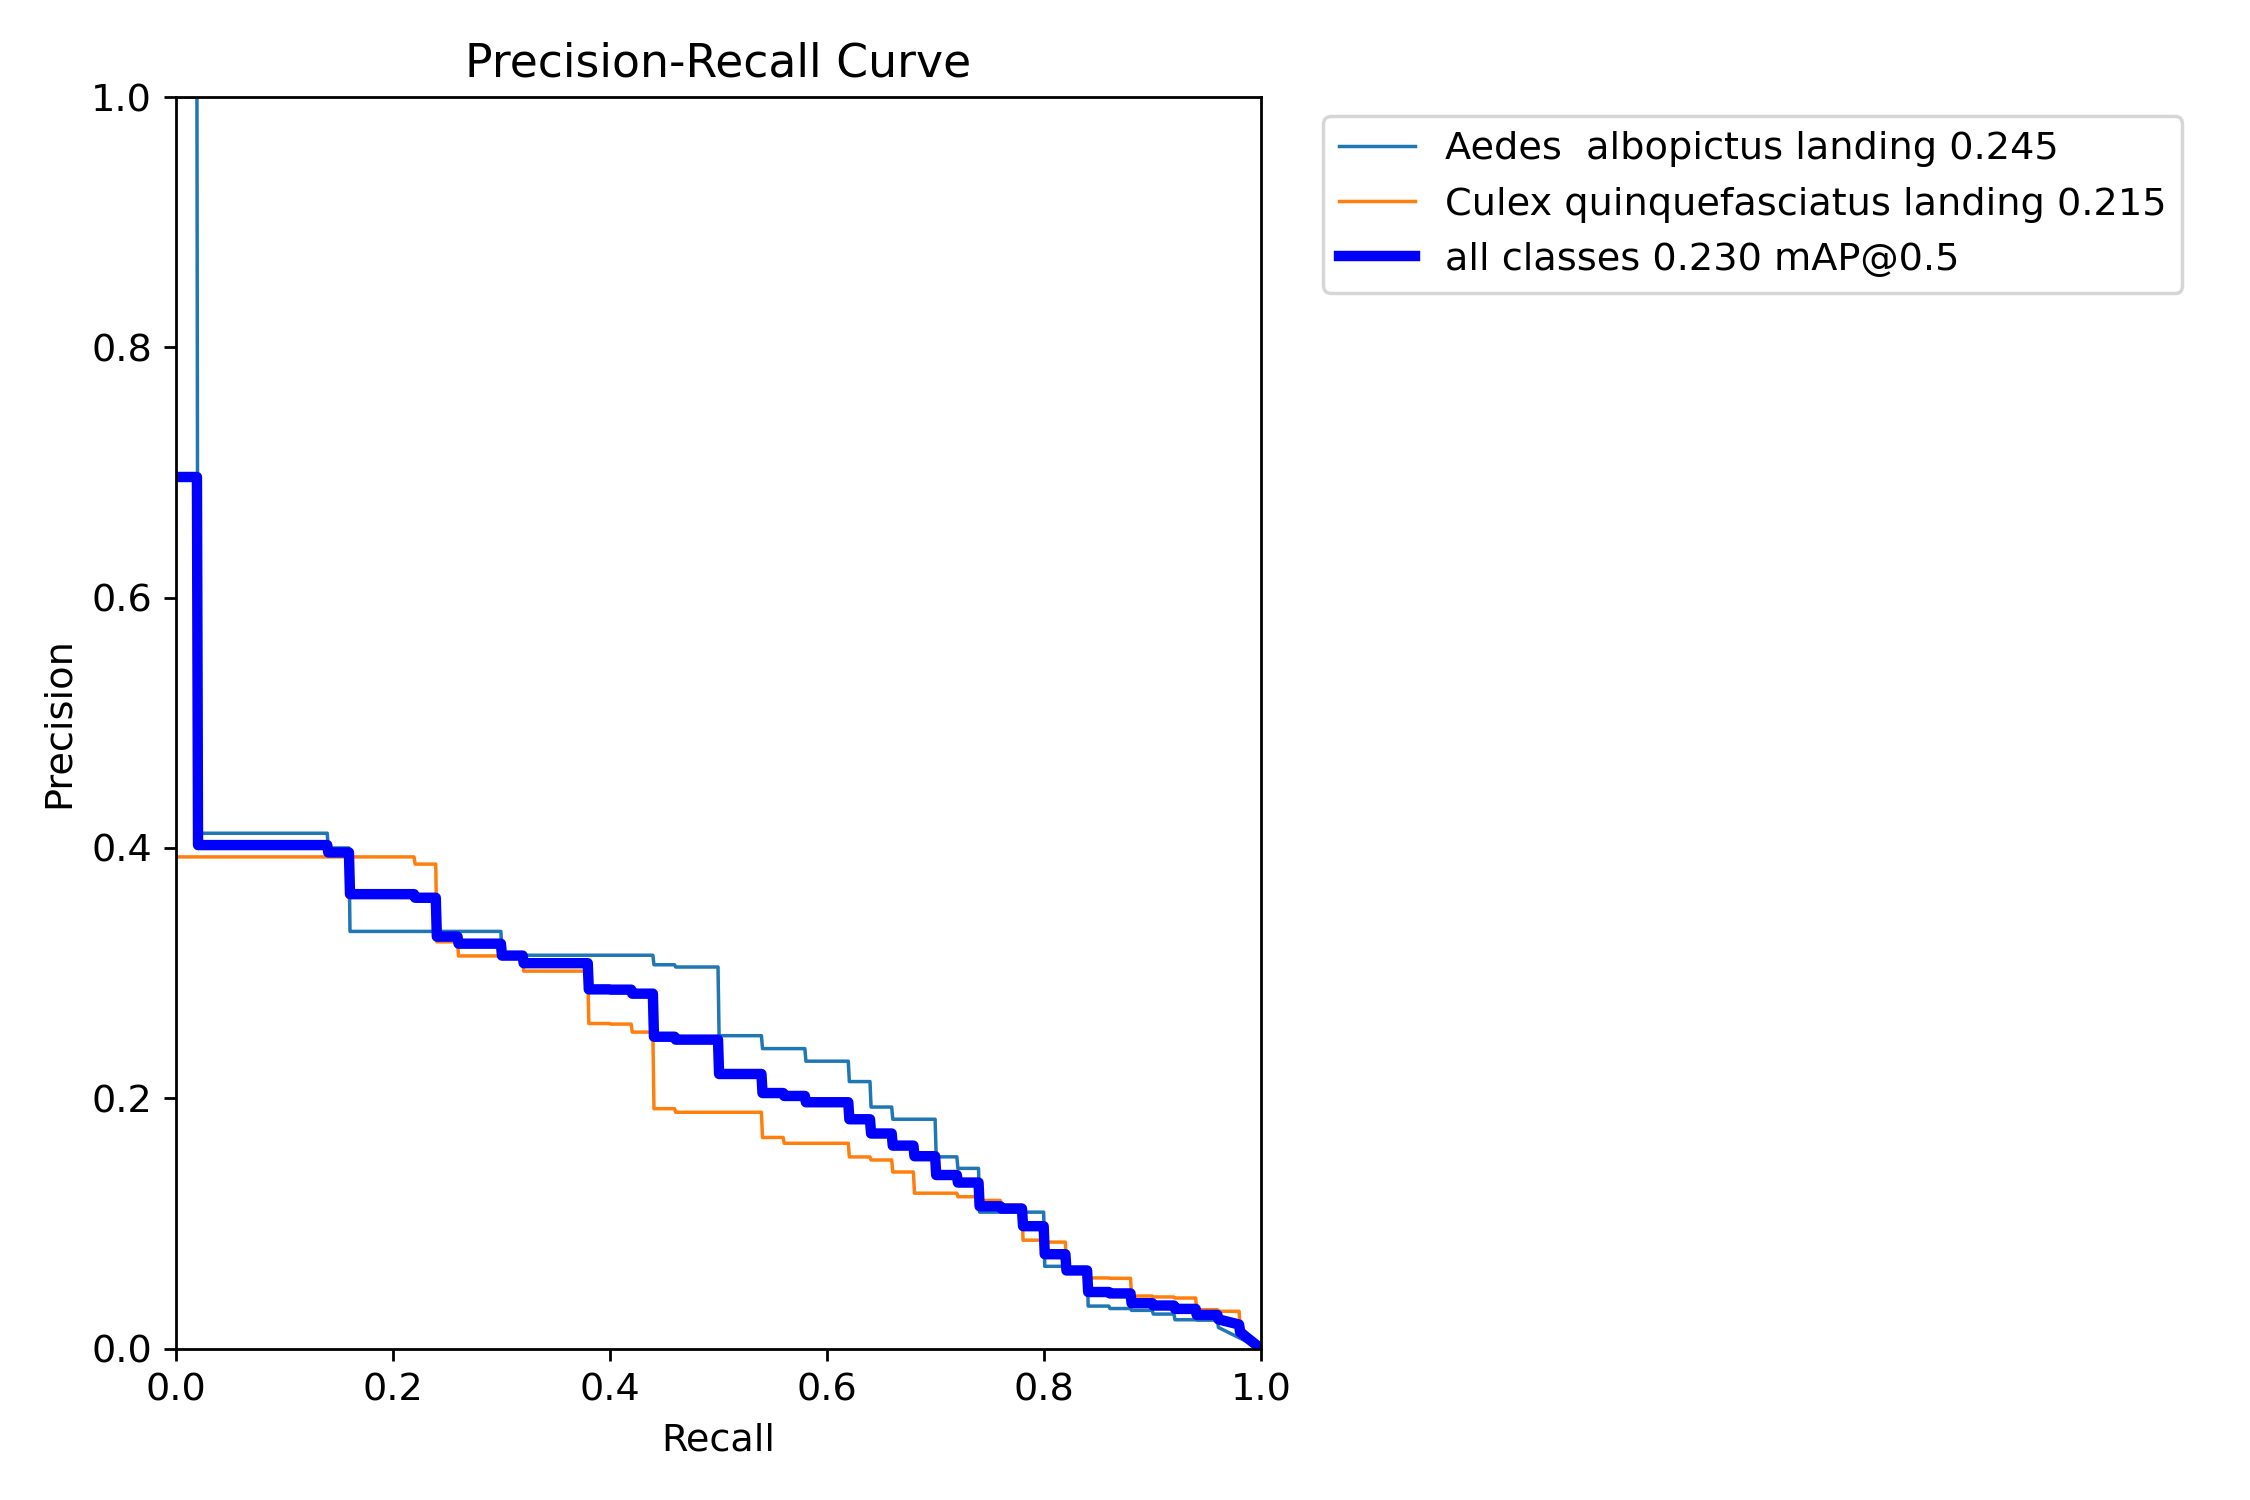 Precision-Recall Curve
1.0
0.8
0.6
0.4
0.2
0.0
Precision
0.0 0.2 0.4 0.6 0.8 1.0
Recall
Aedes  albopictus landing 0.245
Culex quinquefasciatus landing 0.215
all classes 0.230 mAP@0.5